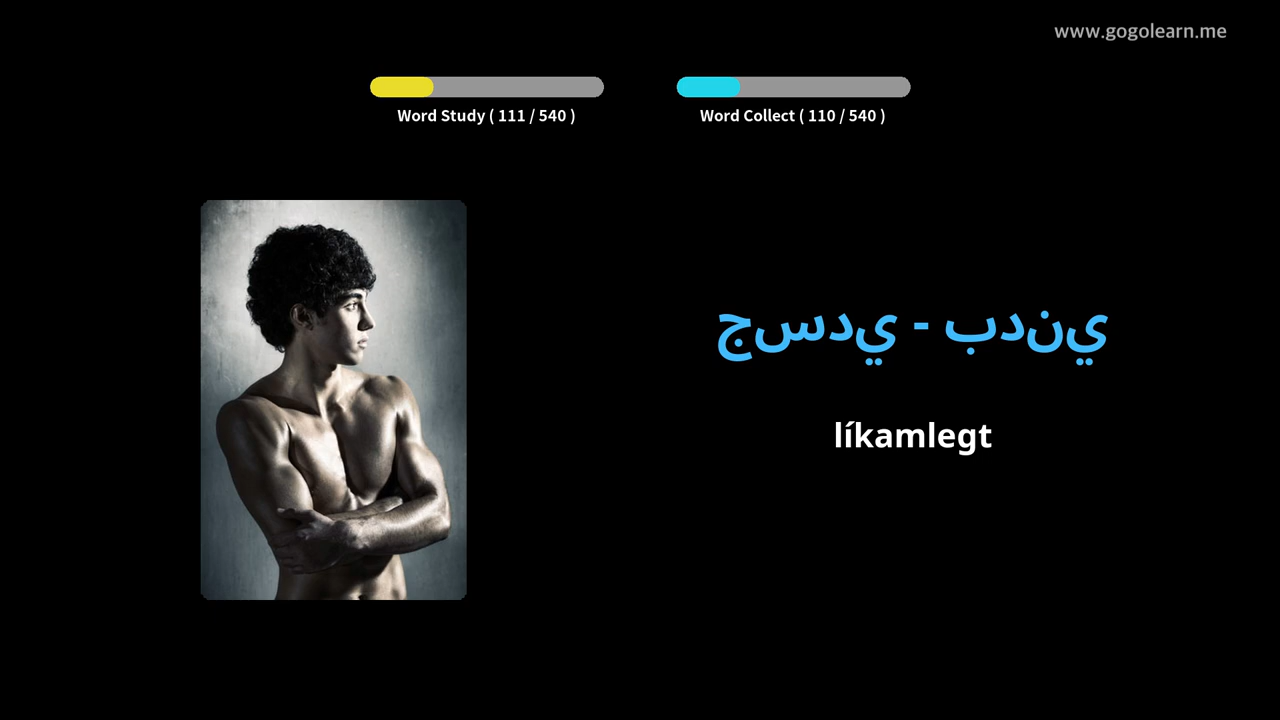 www.gogolearn.me
Word Study ( 111 / 540 )
Word Collect ( 110 / 540 )
جسدي - بدني
líkamlegt